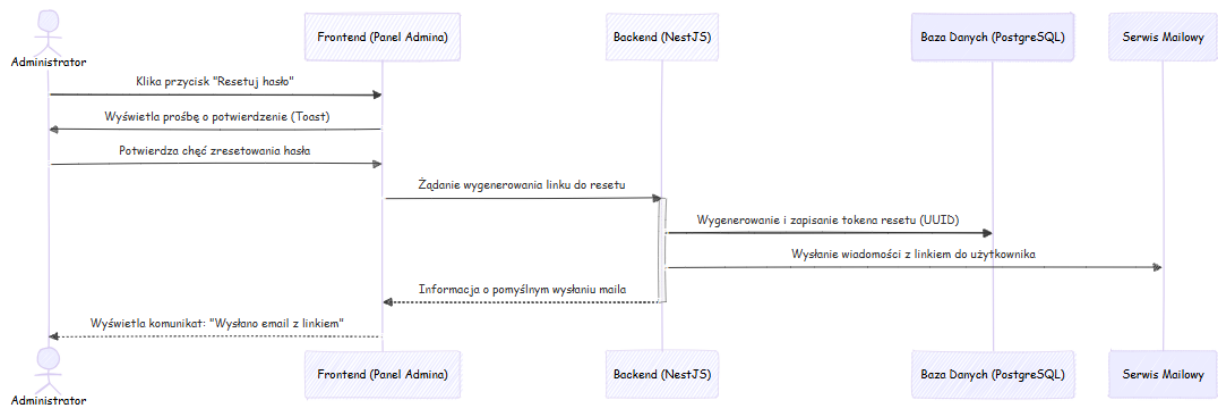 Administrator
Frontend (Panel Admina)
Backend (NestJS)
Baza Danych (PostgreSQL)
Serwis Mailowy
Klika przycisk "Resetuj hasło"
Wyświetla prośbę o potwierdzenie (Toast)
Potwierdza chęć zresetowania hasła
Żądanie wygenerowania linku do resetu
Wygenerowanie i zapisanie tokena resetu (UUID)
Wysłanie wiadomości z linkiem do użytkownika
Informacja o pomyślnym wysłaniu maila
Wyświetla komunikat: "Wysłano email z linkiem"
Administrator
Frontend (Panel Admina)
Backend (NestJS)
Baza Danych (PostgreSQL)
Serwis Mailowy